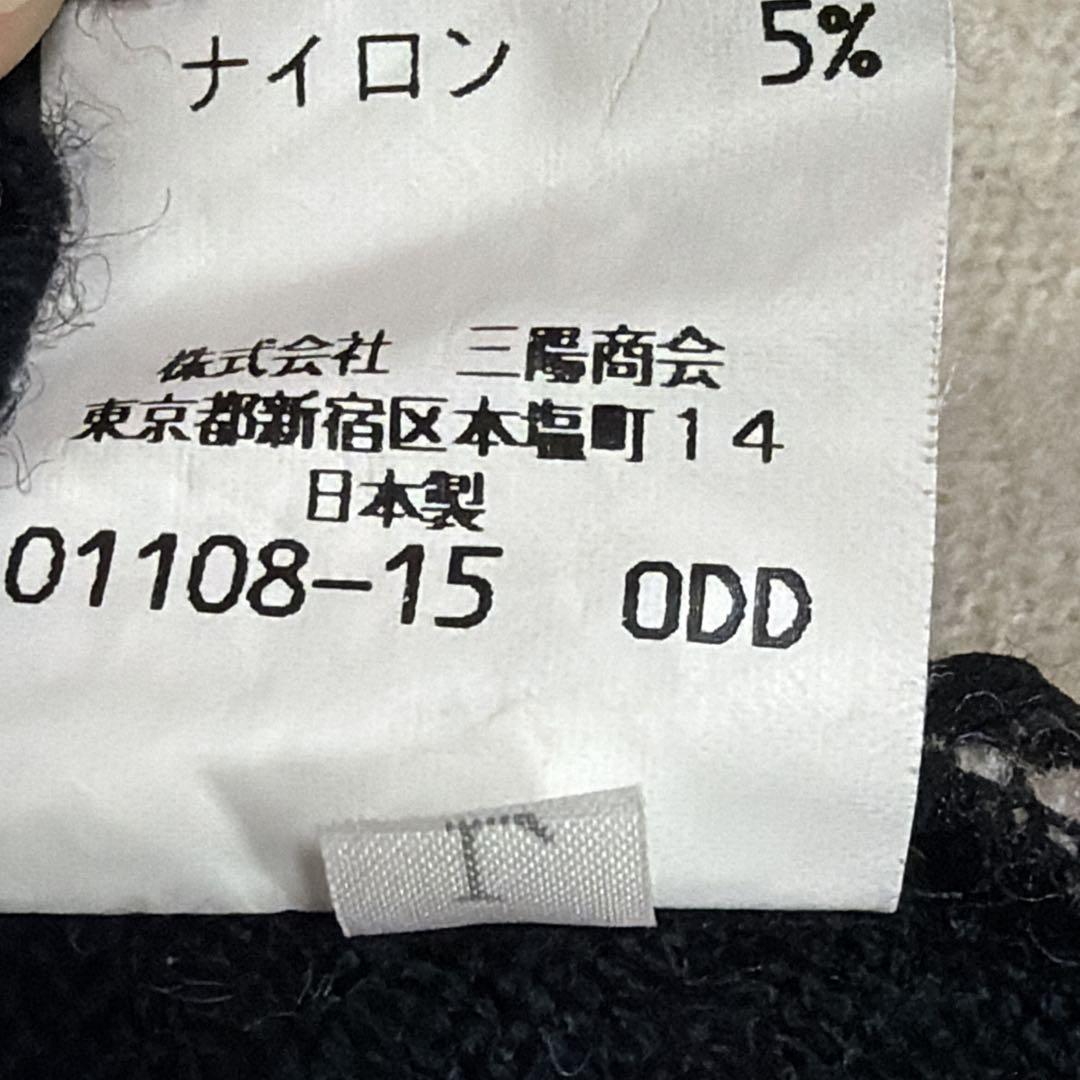 ナイロン 5%
株式会社 三陽商会
東京都新宿区本塩町14
日本製
01108-15 ODD